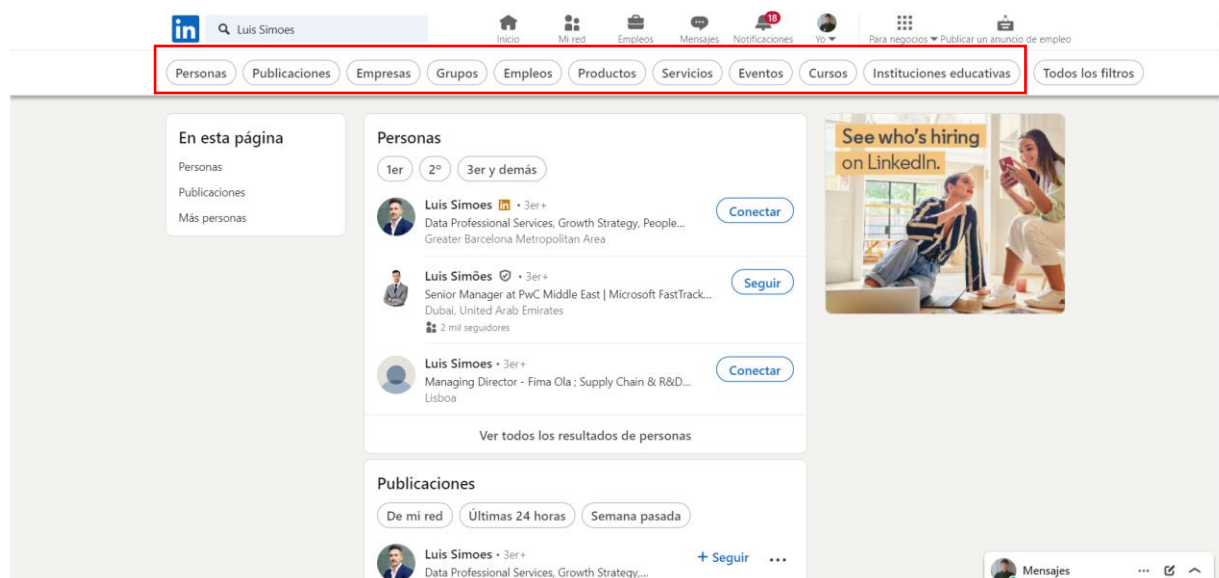 in
Luis Simoes
Inicio
Mi red
Empleos
Mensajes
18
Notificaciones
Yo
Para negocios
Publicar un anuncio de empleo
Personas
Publicaciones
Empresas
Grupos
Empleos
Productos
Servicios
Eventos
Cursos
Instituciones educativas
Todos los filtros
En esta página
Personas
Publicaciones
Más personas
Personas
1er
2º
3er y demás
Luis Simoes in • 3er+
Data Professional Services, Growth Strategy, People...
Greater Barcelona Metropolitan Area
Conectar
Luis Simões • 3er+
Senior Manager at PwC Middle East | Microsoft FastTrack...
Dubai, United Arab Emirates
2 mil seguidores
Seguir
Luis Simoes • 3er+
Managing Director - Fima Ola ; Supply Chain & R&D...
Lisboa
Conectar
Ver todos los resultados de personas
Publicaciones
De mi red
Últimas 24 horas
Semana pasada
Luis Simoes • 3er+
Data Professional Services, Growth Strategy,...
+ Seguir
...
See who's hiring
on LinkedIn.
Mensajes
...